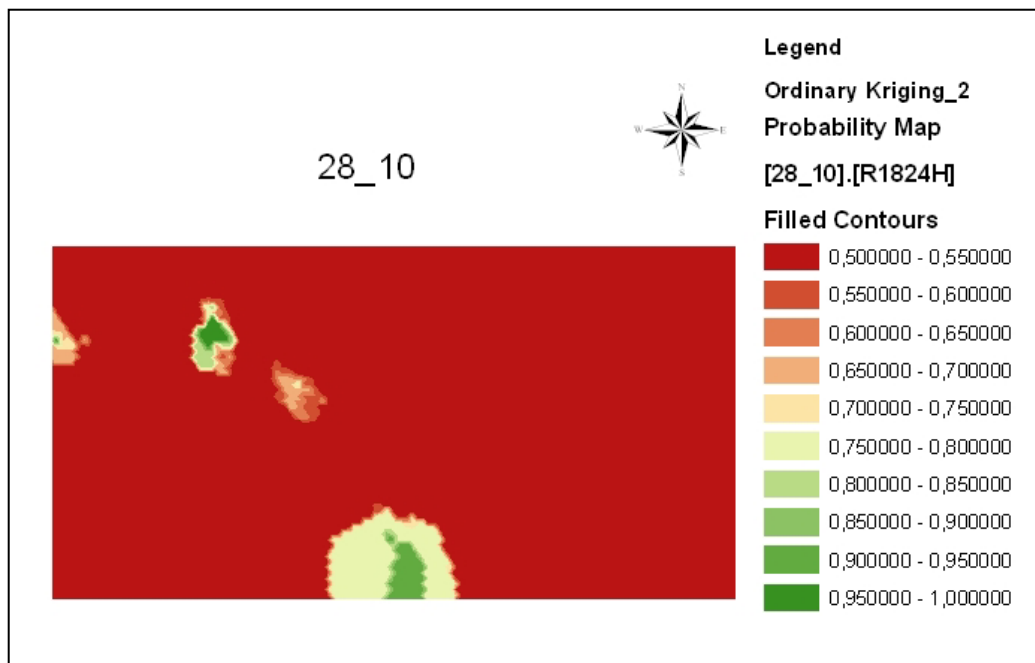 28_10
N
W
E
S
Legend
Ordinary Kriging_2
Probability Map
[28_10].[R1824H]
Filled Contours
0,500000 - 0,550000
0,550000 - 0,600000
0,600000 - 0,650000
0,650000 - 0,700000
0,700000 - 0,750000
0,750000 - 0,800000
0,800000 - 0,850000
0,850000 - 0,900000
0,900000 - 0,950000
0,950000 - 1,000000